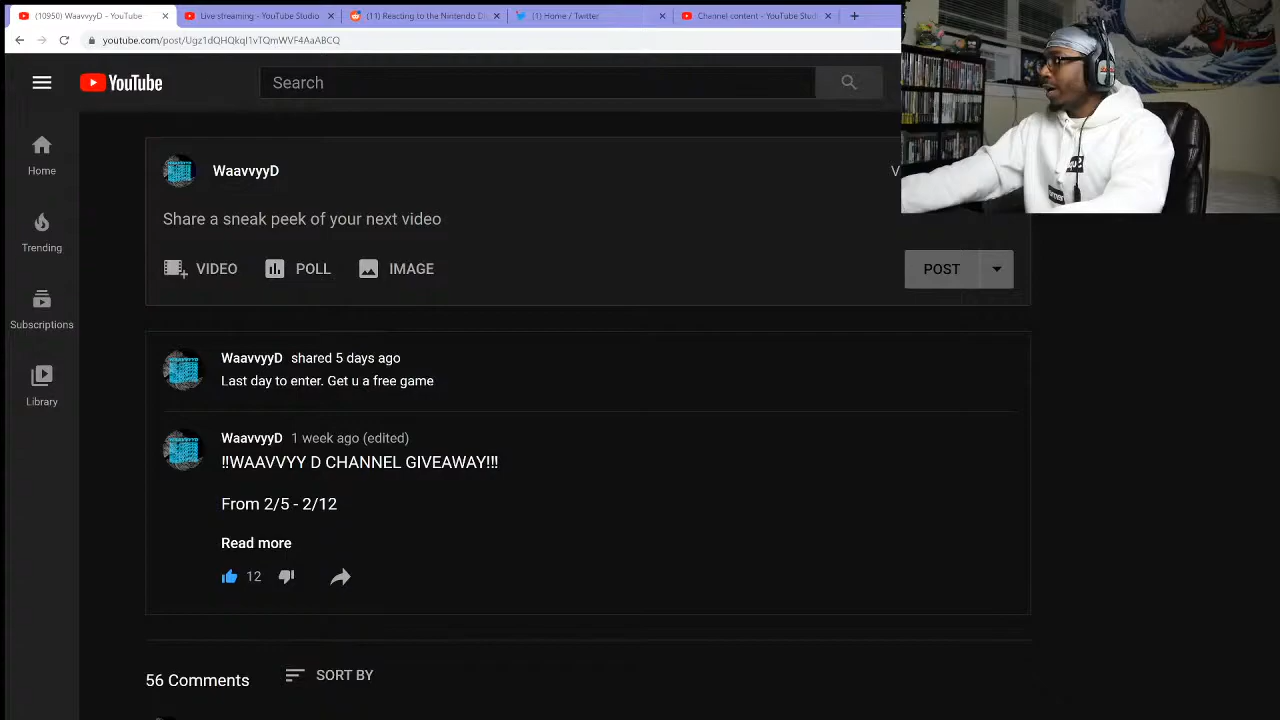 (10950) WaavvyyD - YouTube
Live streaming - YouTube Studio
(11) Reacting to the Nintendo Di
(1) Home / Twitter
Channel content - YouTube Stud
youtube.com/post/Ugz1dQHQkqI1vTQmWVF4AaABCQ
YouTube
Search
Home
Trending
Subscriptions
Library
WaavvyyD
V
Share a sneak peek of your next video
VIDEO
POLL
IMAGE
POST
WaavvyyD shared 5 days ago
Last day to enter. Get u a free game
WaavvyyD 1 week ago (edited)
!!WAAVVYY D CHANNEL GIVEAWAY!!!
From 2/5 - 2/12
Read more
12
56 Comments
SORT BY